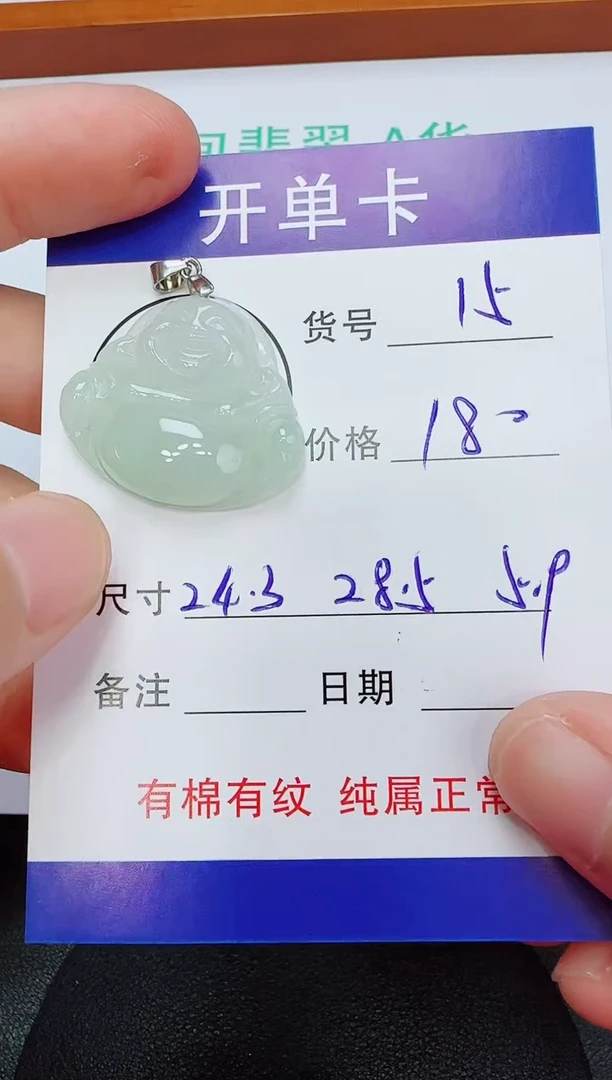 翡翠 A货
开单卡
货号 15
价格 180
尺寸 24.3 28.5 5.9
备注 日期
有棉有纹 纯属正常